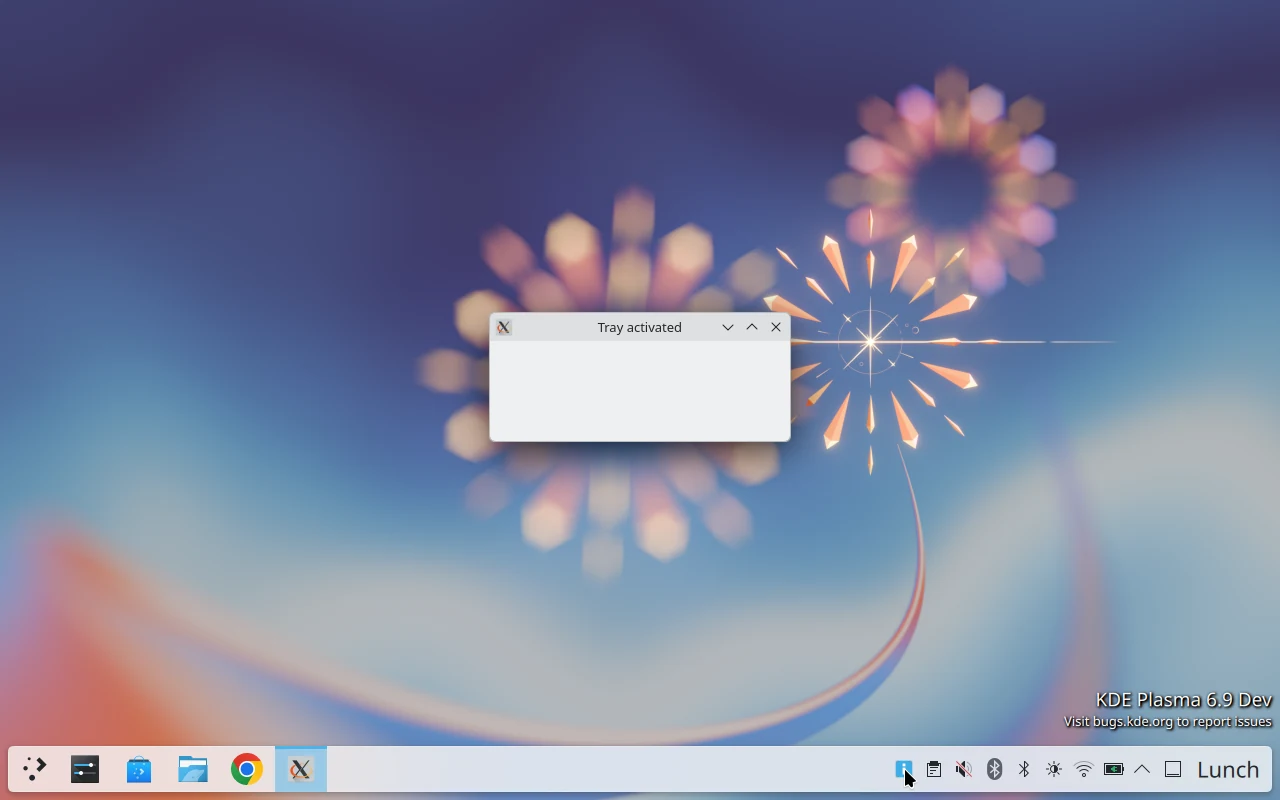 Tray activated
KDE Plasma 6.9 Dev
Visit bugs.kde.org to report issues
Lunch